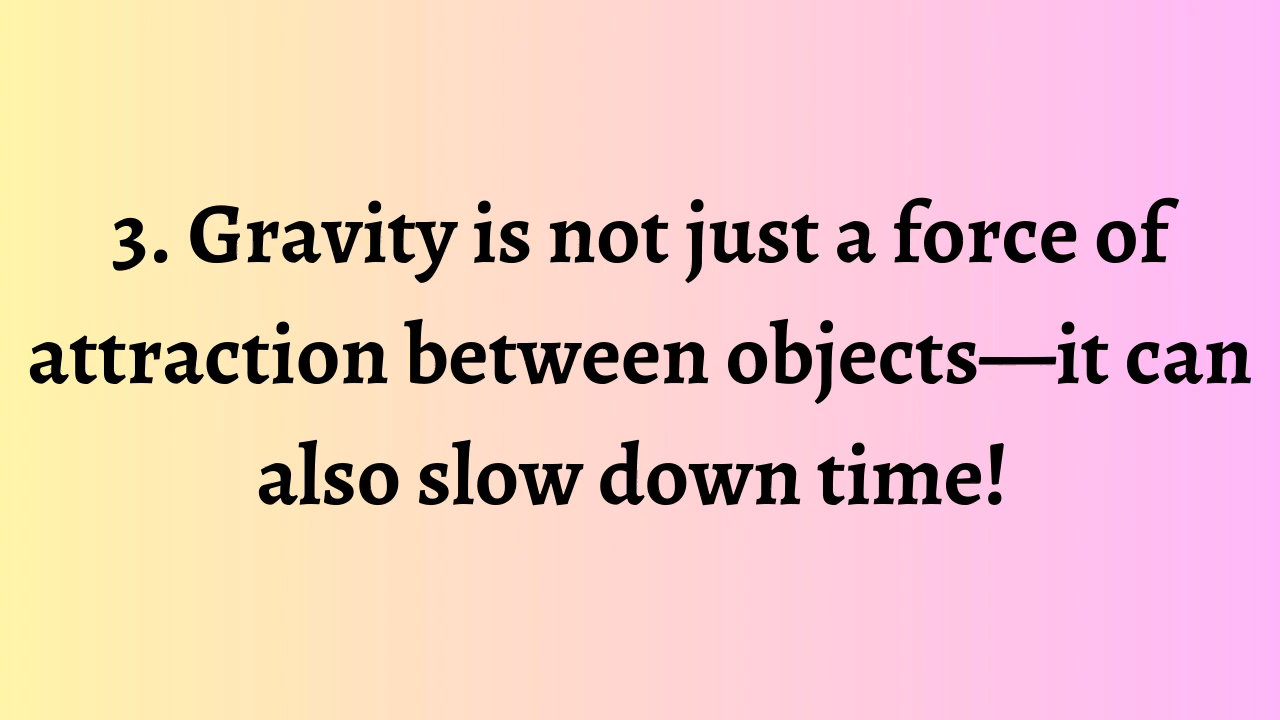 3. Gravity is not just a force of
attraction between objects—it can
also slow down time!